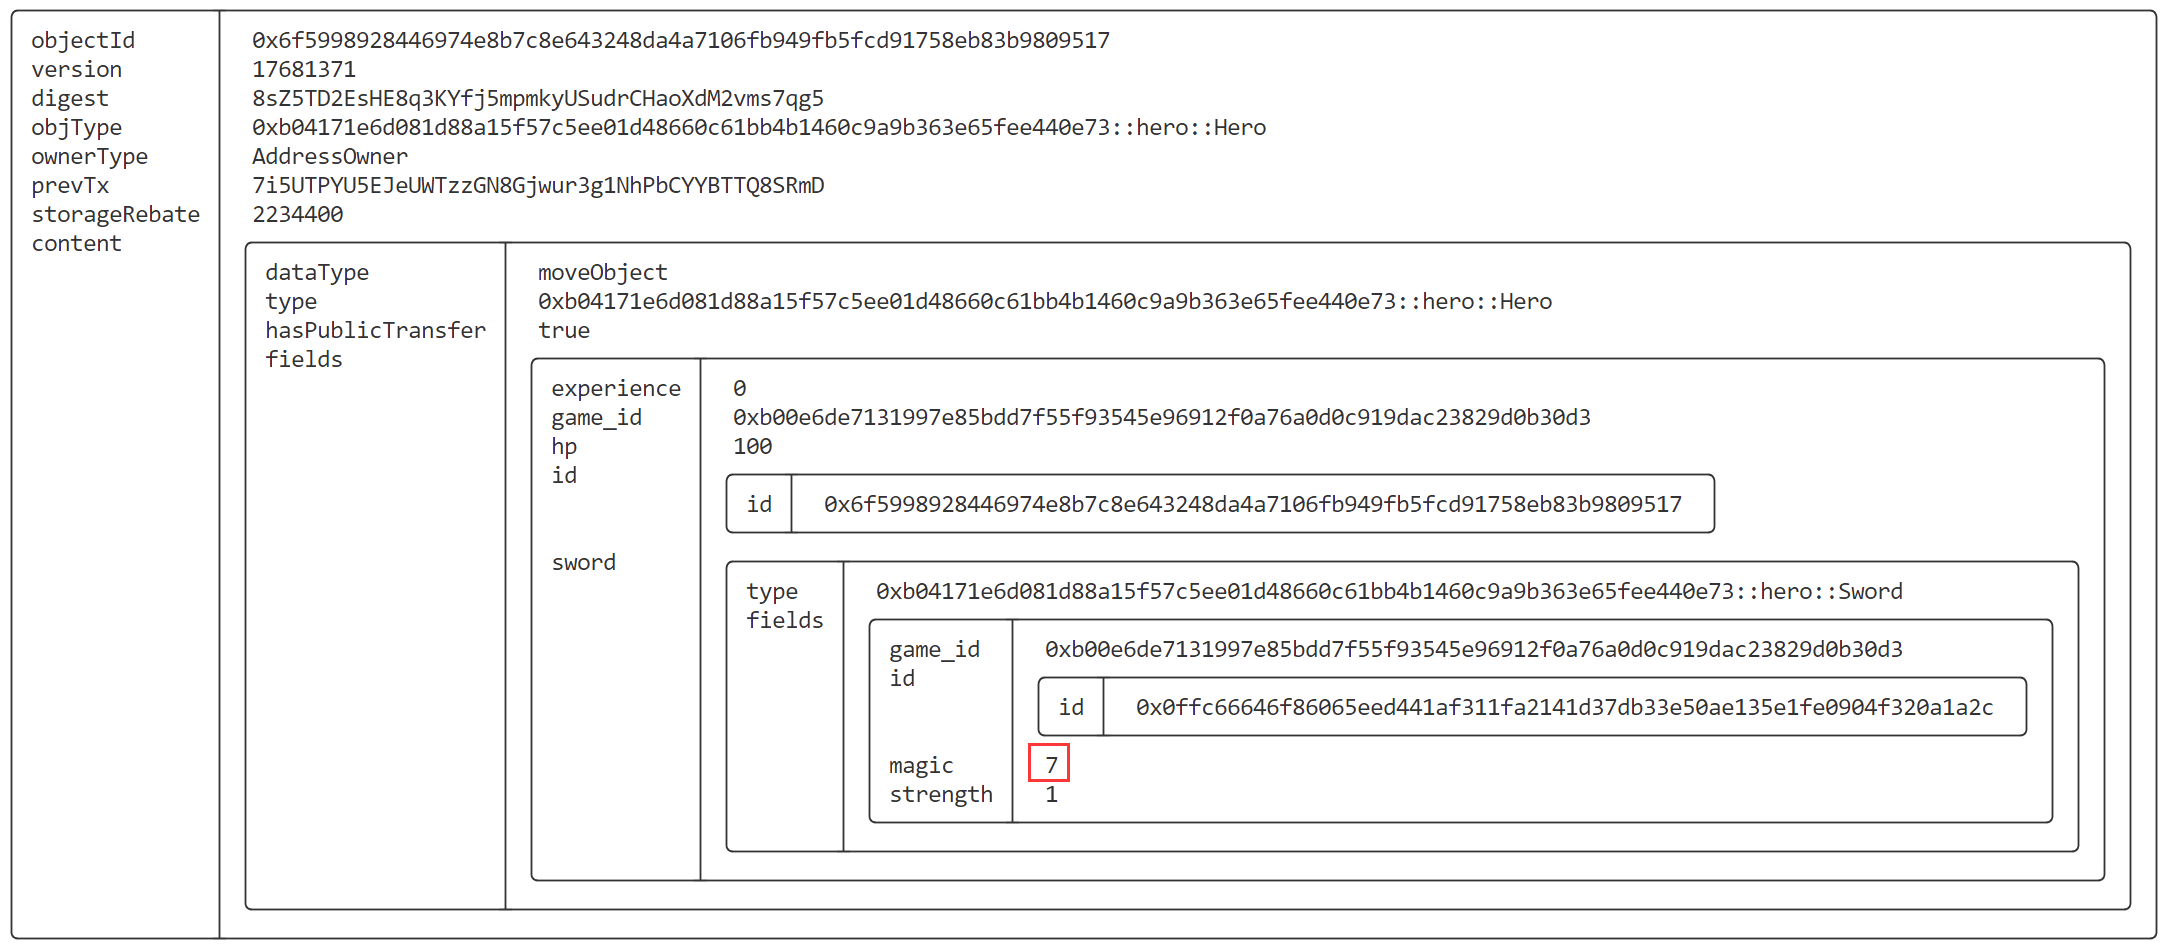 objectId 0x6f5998928446974e8b7c8e643248da4a7106fb949fb5fcd91758eb83b9809517
version 17681371
digest 8sZ5TD2EsHE8q3KYfj5mpmkyUSudrCHaoXdM2vms7qg5
objType 0xb04171e6d081d88a15f57c5ee01d48660c61bb4b1460c9a9b363e65fee440e73::hero::Hero
ownerType AddressOwner
prevTx 7i5UTPYU5EJeUWTzzGN8Gjwur3g1NhPbCYYBTTQ8SRmD
storageRebate 2234400
content
dataType moveObject
type 0xb04171e6d081d88a15f57c5ee01d48660c61bb4b1460c9a9b363e65fee440e73::hero::Hero
hasPublicTransfer true
fields
experience 0
game_id 0xb00e6de7131997e85bdd7f55f93545e96912f0a76a0d0c919dac23829d0b30d3
hp 100
id
id 0x6f5998928446974e8b7c8e643248da4a7106fb949fb5fcd91758eb83b9809517
sword
type 0xb04171e6d081d88a15f57c5ee01d48660c61bb4b1460c9a9b363e65fee440e73::hero::Sword
fields
game_id 0xb00e6de7131997e85bdd7f55f93545e96912f0a76a0d0c919dac23829d0b30d3
id
id 0x0ffc66646f86065eed441af311fa2141d37db33e50ae135e1fe0904f320a1a2c
magic 7
strength 1